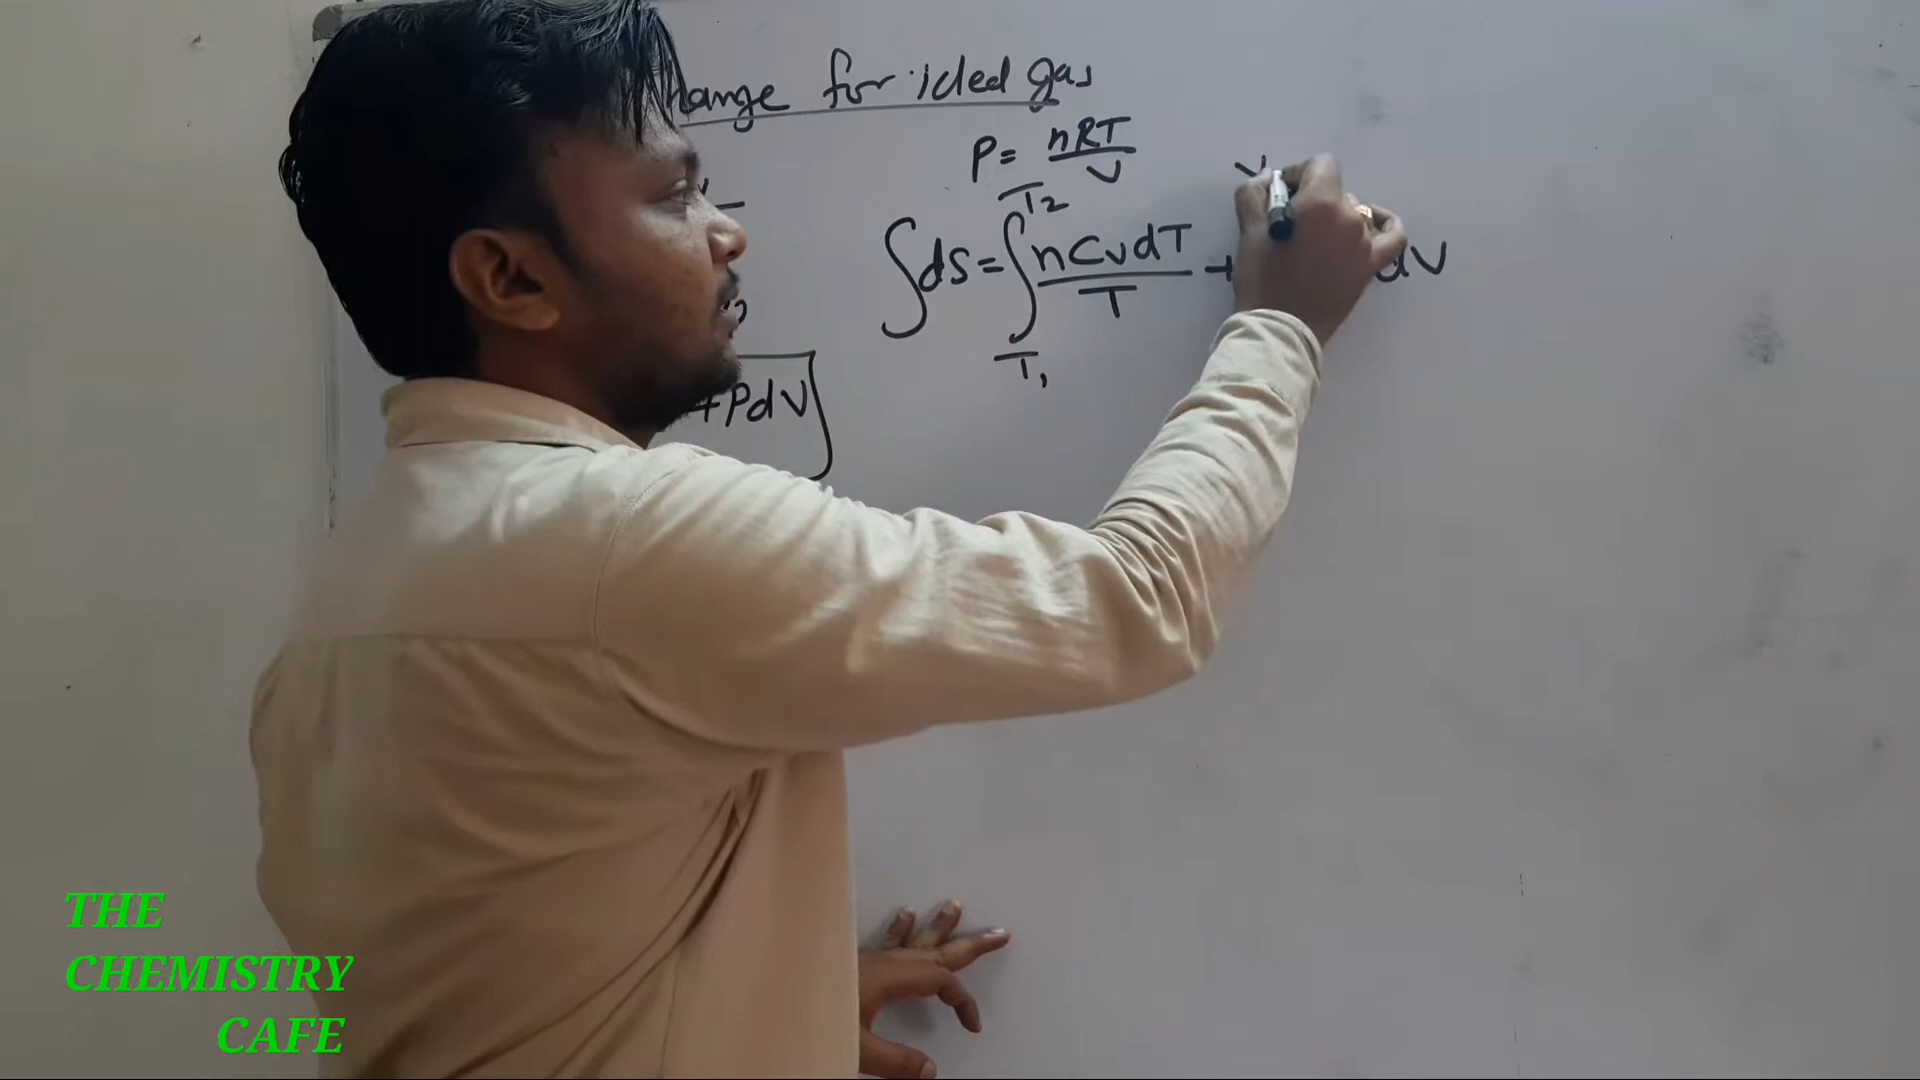 hange for ideal gas
P = nRT / V
∫ds = ∫ nCvdT / T + dV
T2
T1
+ PdV
THE
CHEMISTRY
CAFE